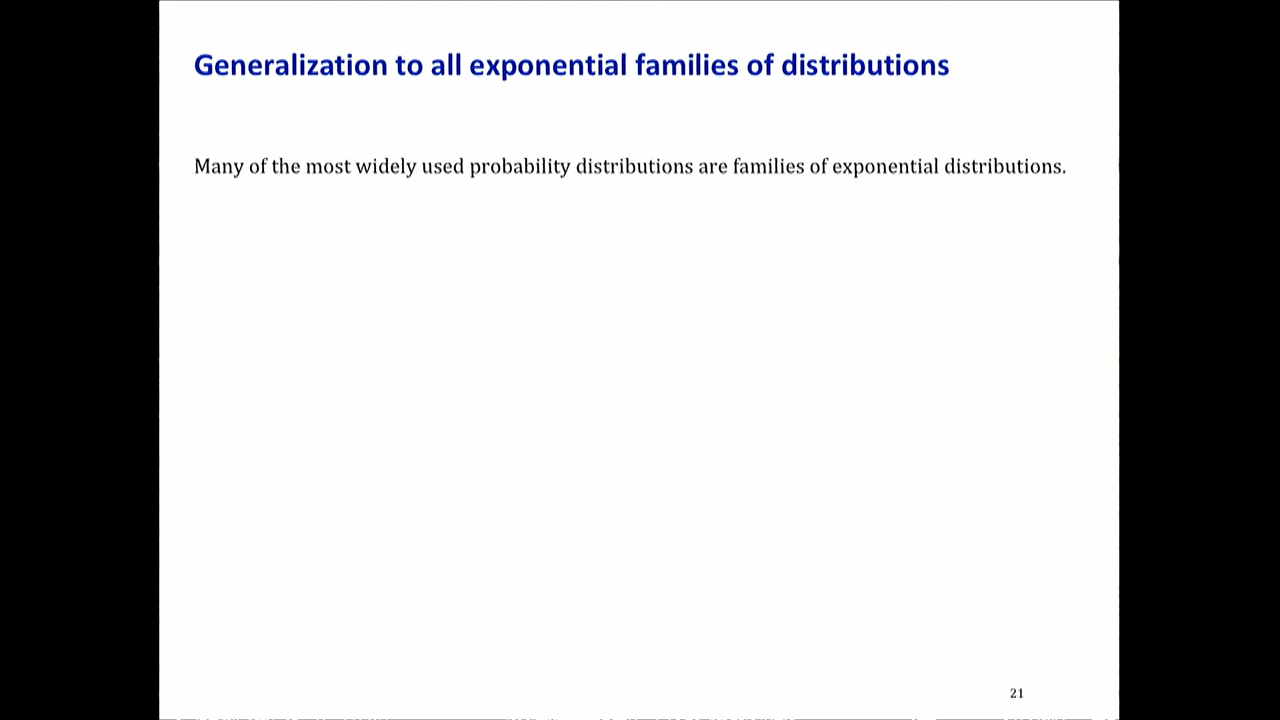 Generalization to all exponential families of distributions
Many of the most widely used probability distributions are families of exponential distributions.
21